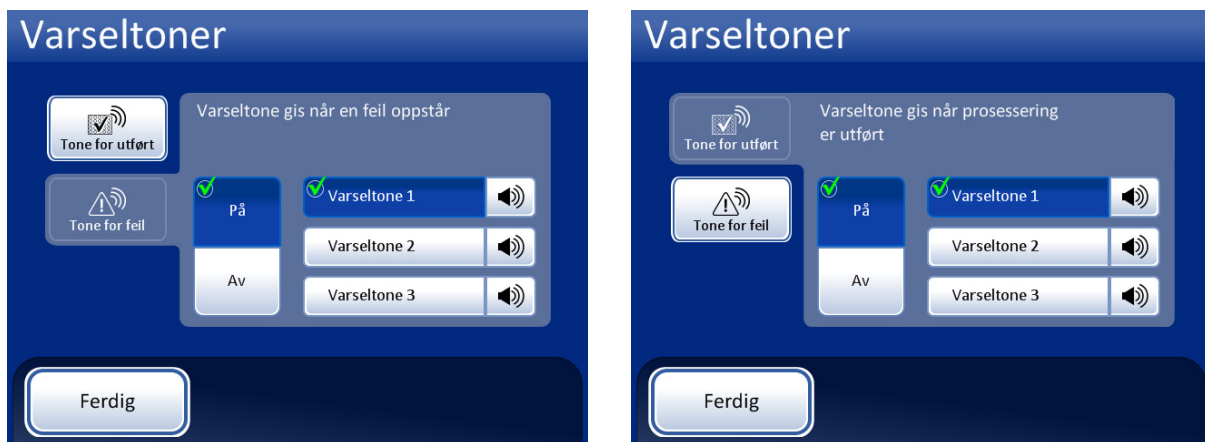 Varseltoner
Tone for utført
Varseltone gis når en feil oppstår
Tone for feil
På
Av
Varseltone 1
Varseltone 2
Varseltone 3
Ferdig
Varseltoner
Tone for utført
Varseltone gis når prosessering
er utført
Tone for feil
På
Av
Varseltone 1
Varseltone 2
Varseltone 3
Ferdig